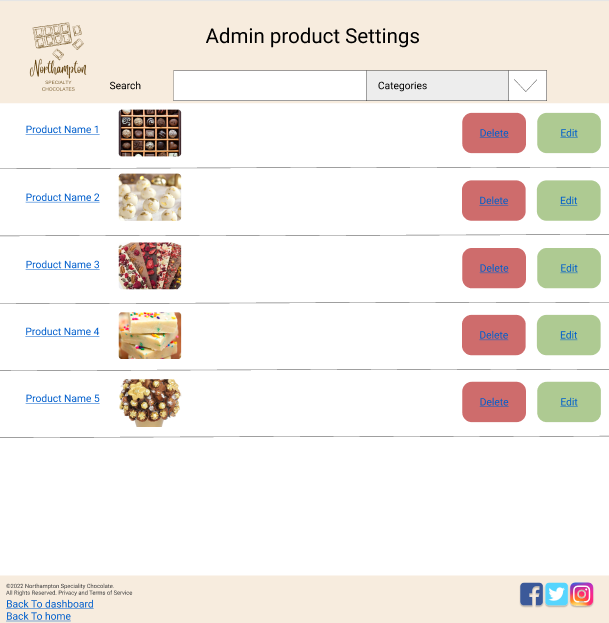 Admin product Settings
Northampton
SPECIALTY
CHOCOLATES
Search
Categories
Product Name 1
Delete
Edit
Product Name 2
Delete
Edit
Product Name 3
Delete
Edit
Product Name 4
Delete
Edit
Product Name 5
Delete
Edit
©2022 Northampton Speciality Chocolate.
All Rights Reserved. Privacy and Terms of Service
Back To dashboard
Back To home